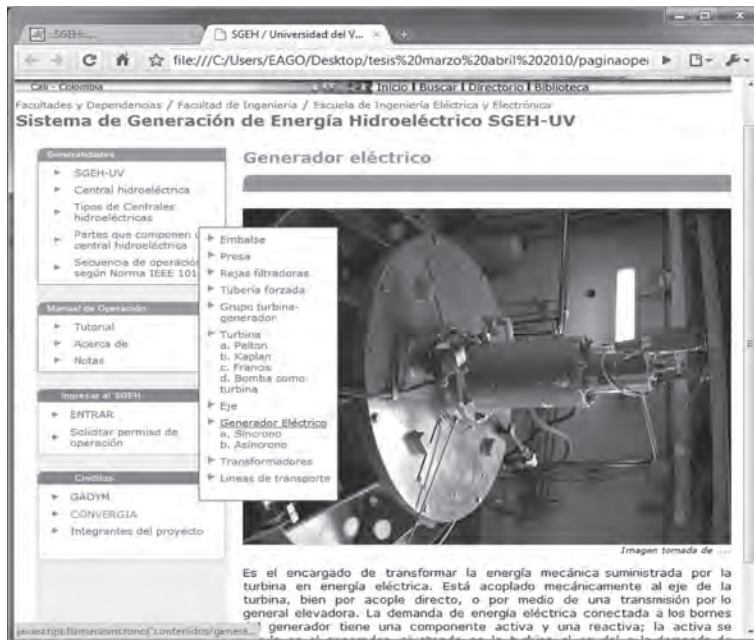 SGEH / Universidad del V...
file:///C:/Users/EAGO/Desktop/tesis%20marzo%20abril%202010/paginaoper
Cali - Colombia
Inicio | Buscar | Directorio | Biblioteca
Facultades y Dependencias / Facultad de Ingeniería / Escuela de Ingeniería Eléctrica y Electrónica
Sistema de Generación de Energía Hidroeléctrico SGEH-UV
Generalidades
SGEH-UV
Central hidroeléctrica
Tipos de Centrales
hidroeléctricas
Partes que componen
central hidroeléctrica
Secuencia de operación
según Norma IEEE 101
Manual de Operación
Tutorial
Acerca de
Notas
Ingresar al SGEH
ENTRAR
Solicitar permiso de
operación
Creditos
GADYM
CONVERGIA
Integrantes del proyecto
Embalse
Presa
Rejas filtradoras
Tubería forzada
Grupo turbina-
generador
Turbina
a. Pelton
b. Kaplan
c. Francis
d. Bomba como
turbina
Eje
Generador Eléctrico
a. Síncrono
b. Asíncrono
Transformadores
Lineas de transporte
Generador eléctrico
Imagen tomada de ....
Es el encargado de transformar la energía mecánica suministrada por la
turbina en energía eléctrica. Está acoplado mecánicamente al eje de la
turbina, bien por acople directo, o por medio de una transmisión por lo
general elevadora. La demanda de energía eléctrica conectada a los bornes
generador tiene una componente activa y una reactiva; la activa se